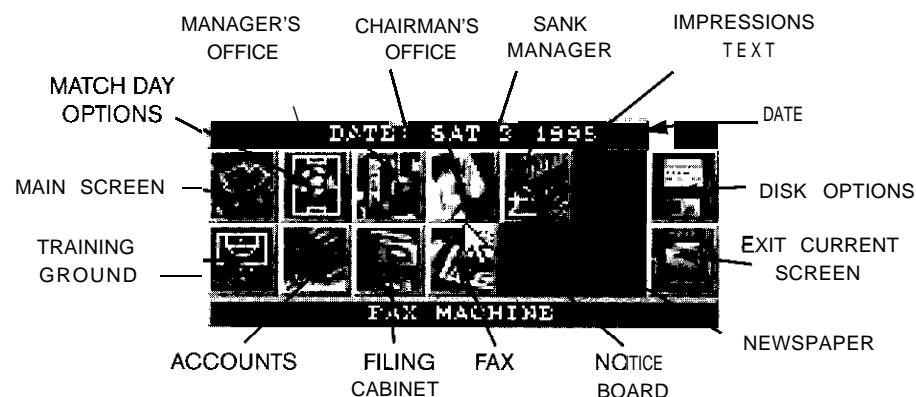 MANAGER'S
OFFICE
CHAIRMAN'S
OFFICE
SANK
MANAGER
IMPRESSIONS
TEXT
MATCH DAY
OPTIONS
DATE
DATE: SAT 3 1995
MAIN SCREEN
DISK OPTIONS
TRAINING
GROUND
EXIT CURRENT
SCREEN
FAX MACHINE
NEWSPAPER
ACCOUNTS
FILING
CABINET
FAX
NOTICE
BOARD